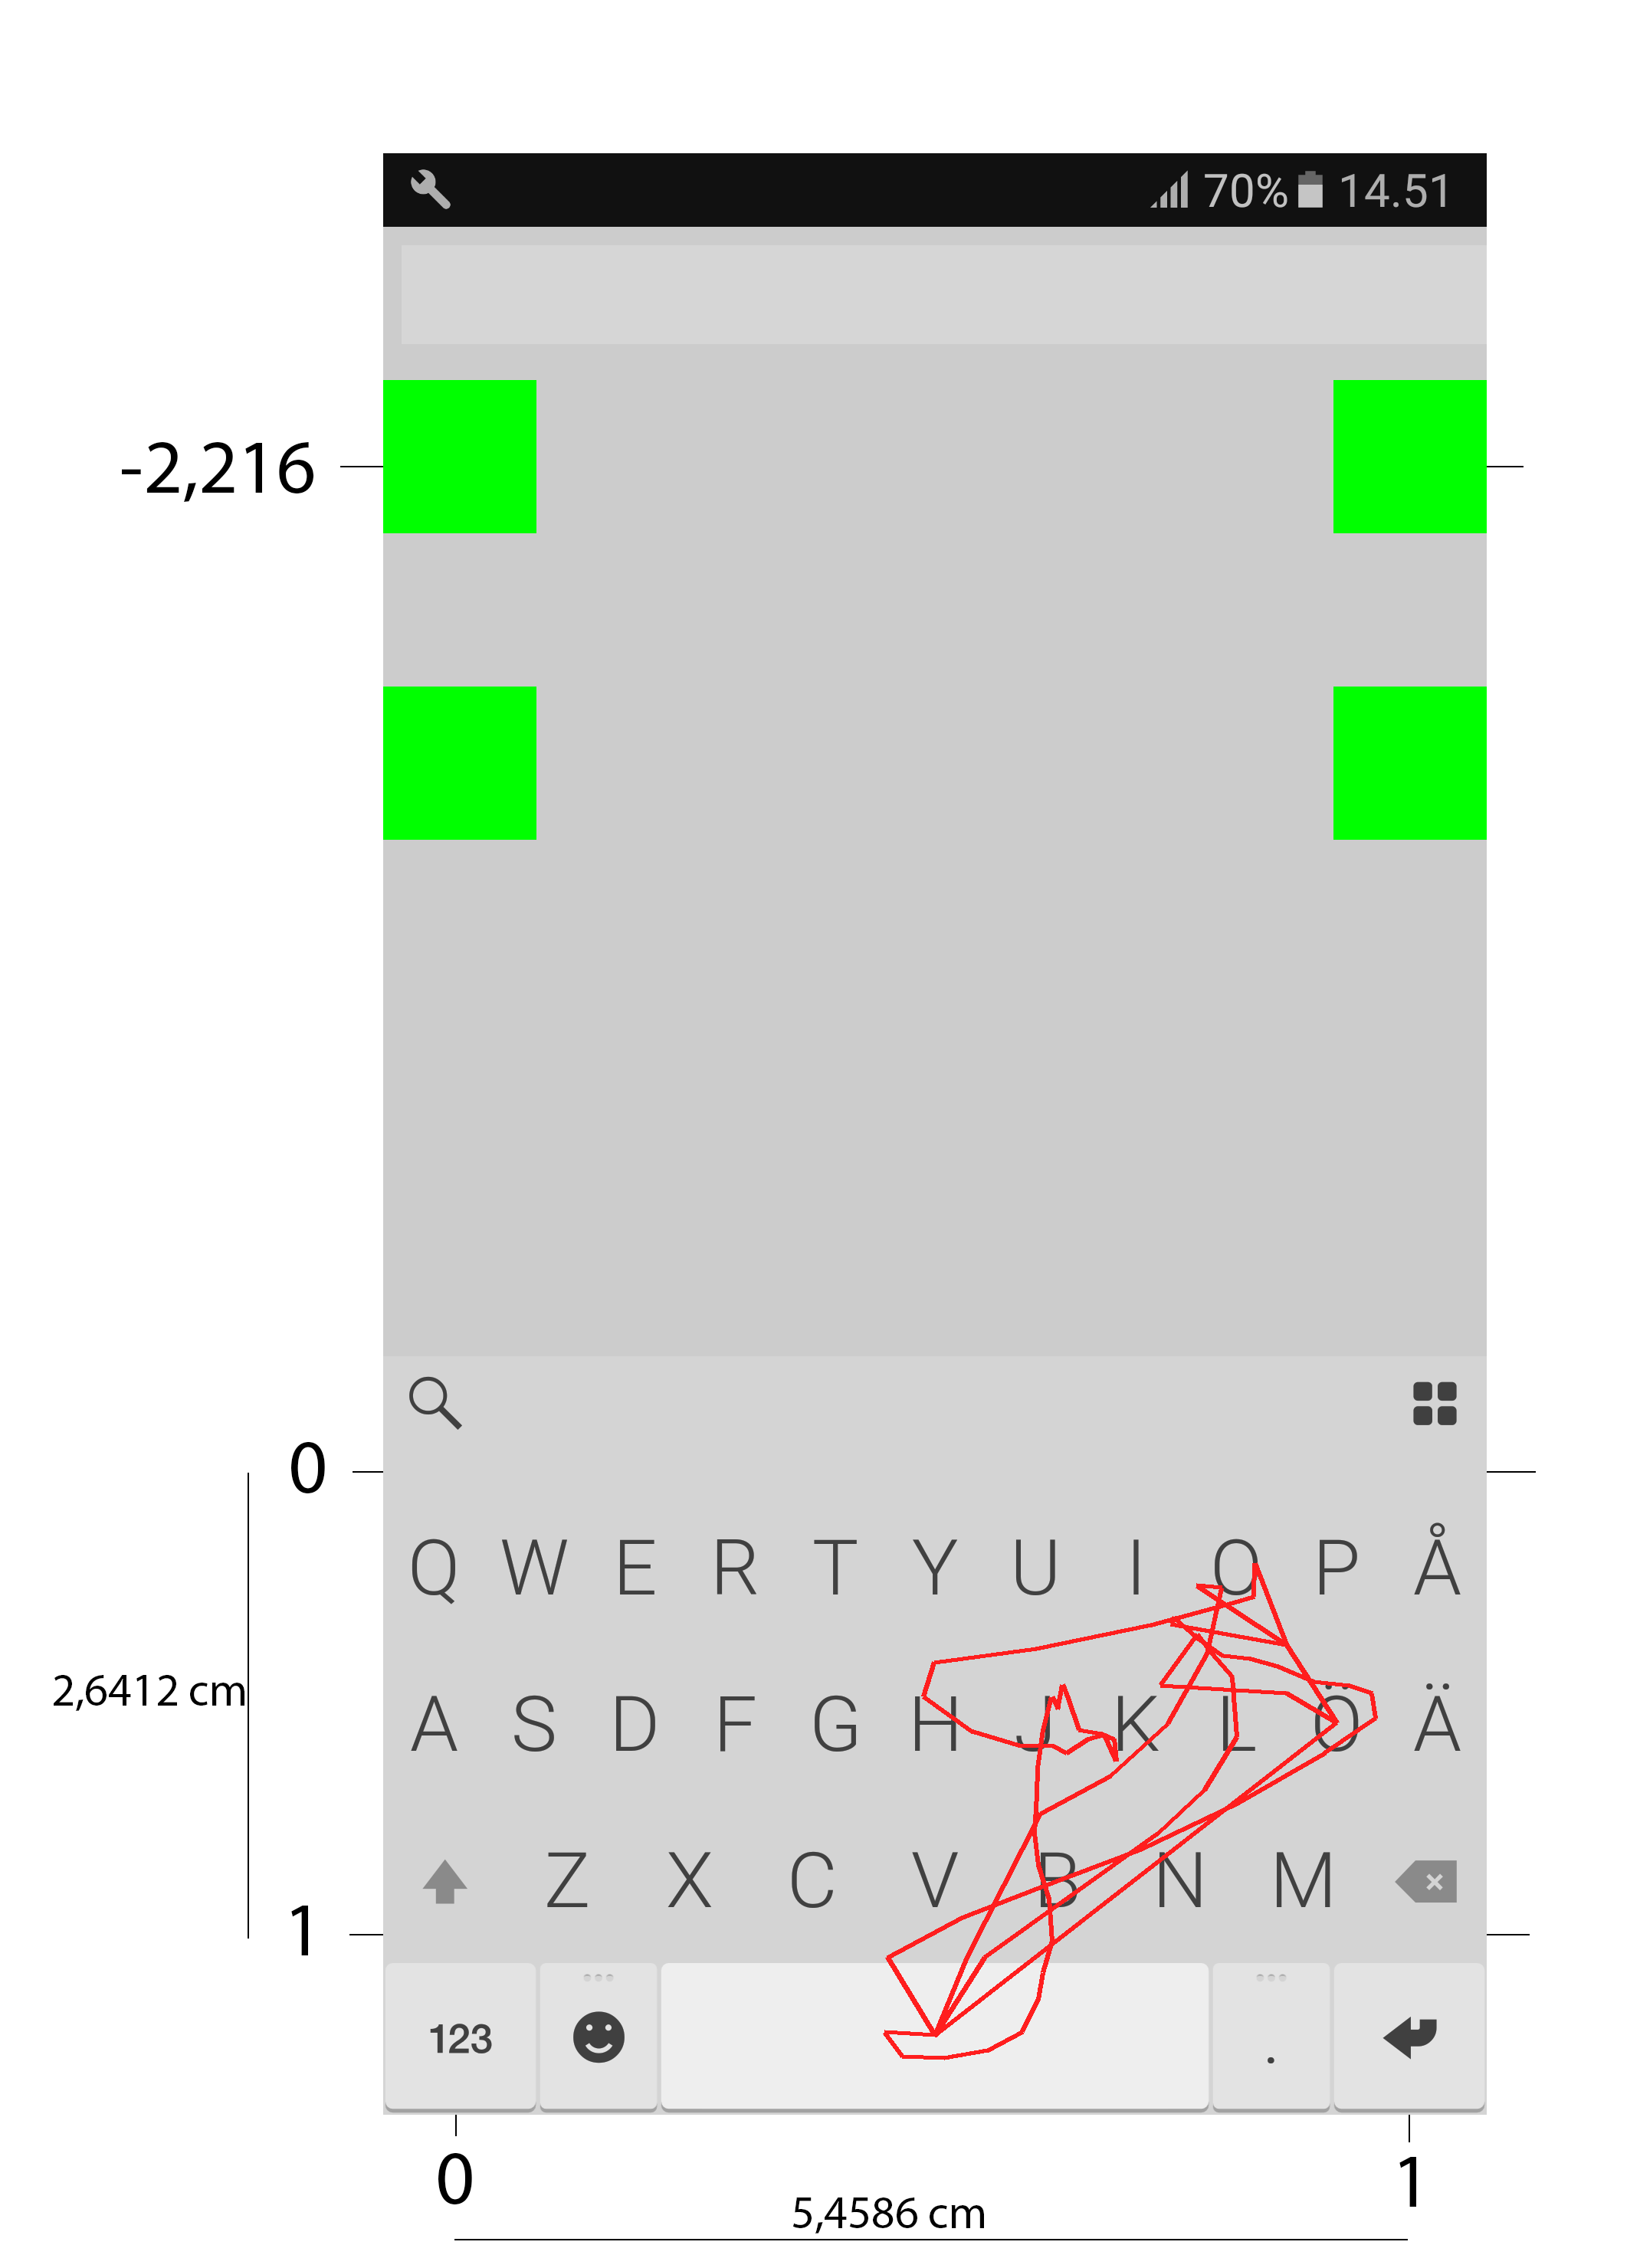 70% 14.51
-2,216
0
Q W E R T Y U I O P Å
2,6412 cm
A S D F G H J K L Ö Ä
Z X C V B N M
1
123 .
0 1
5,4586 cm